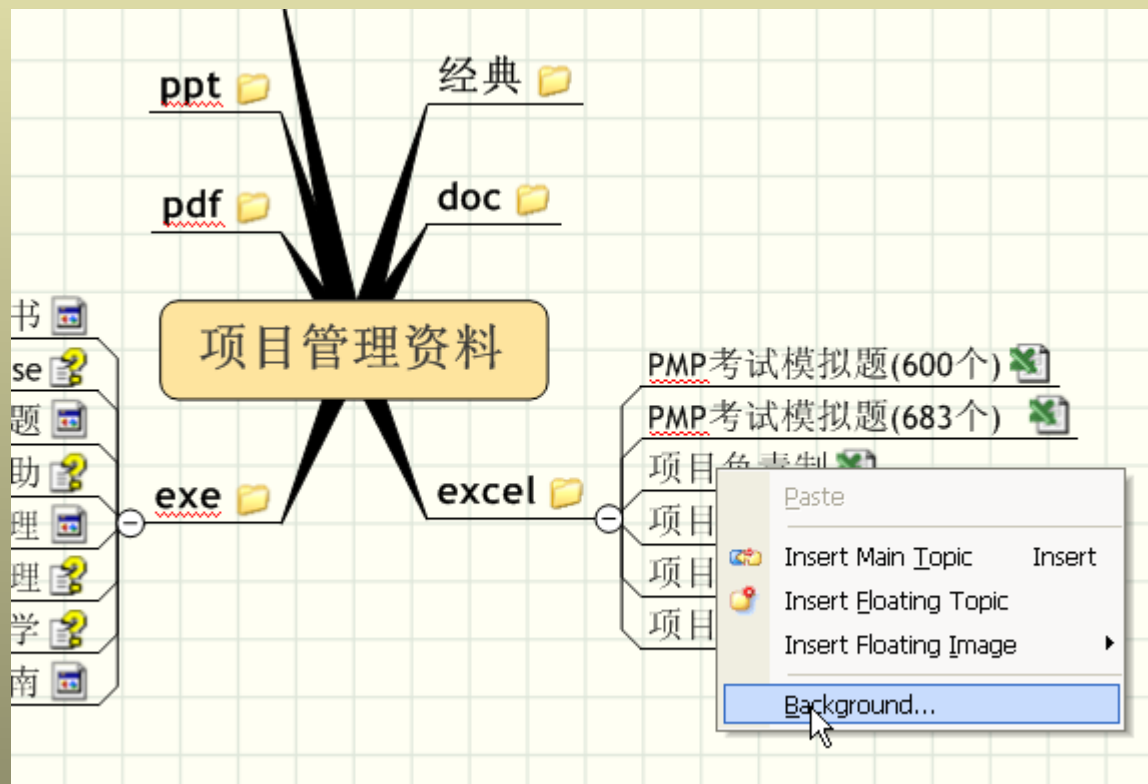 ppt
经典
pdf
doc
项目管理资料
书
se
题
助
理
理
学
南
exe
excel
PMP考试模拟题(600个)
PMP考试模拟题(683个)
项目
项目
项目
项目
Paste
Insert Main Topic Insert
Insert Floating Topic
Insert Floating Image
Background...